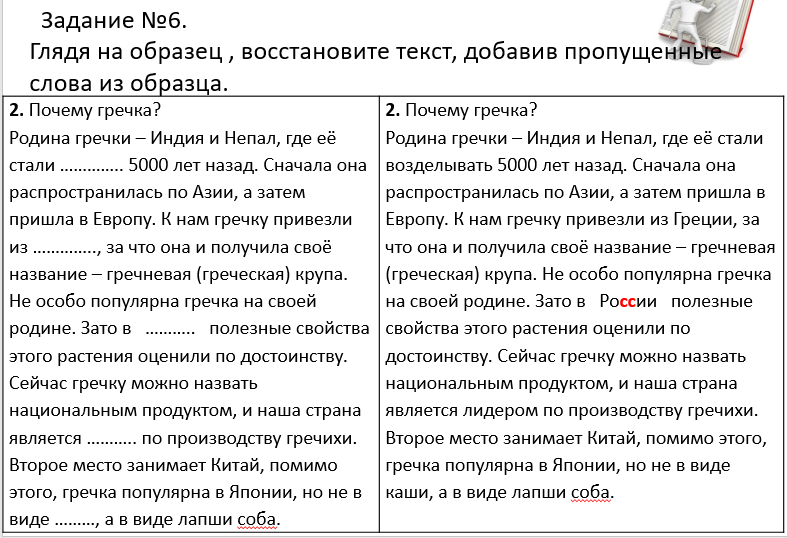 Задание №6.
Глядя на образец , восстановите текст, добавив пропущенные
слова из образца.
2. Почему гречка?
Родина гречки – Индия и Непал, где её
стали ………….. 5000 лет назад. Сначала она
распространилась по Азии, а затем
пришла в Европу. К нам гречку привезли
из ………….., за что она и получила своё
название – гречневая (греческая) крупа.
Не особо популярна гречка на своей
родине. Зато в ……….. полезные свойства
этого растения оценили по достоинству.
Сейчас гречку можно назвать
национальным продуктом, и наша страна
является ……….. по производству гречихи.
Второе место занимает Китай, помимо
этого, гречка популярна в Японии, но не в
виде ………, а в виде лапши соба.
2. Почему гречка?
Родина гречки – Индия и Непал, где её стали
возделывать 5000 лет назад. Сначала она
распространилась по Азии, а затем пришла в
Европу. К нам гречку привезли из Греции, за
что она и получила своё название – гречневая
(греческая) крупа. Не особо популярна гречка
на своей родине. Зато в России полезные
свойства этого растения оценили по
достоинству. Сейчас гречку можно назвать
национальным продуктом, и наша страна
является лидером по производству гречихи.
Второе место занимает Китай, помимо этого,
гречка популярна в Японии, но не в виде
каши, а в виде лапши соба.